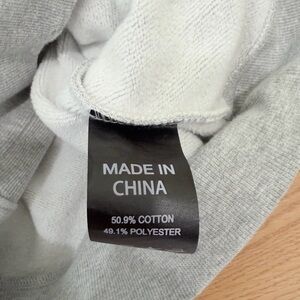 MADE IN
CHINA
50.9% COTTON
49.1% POLYESTER